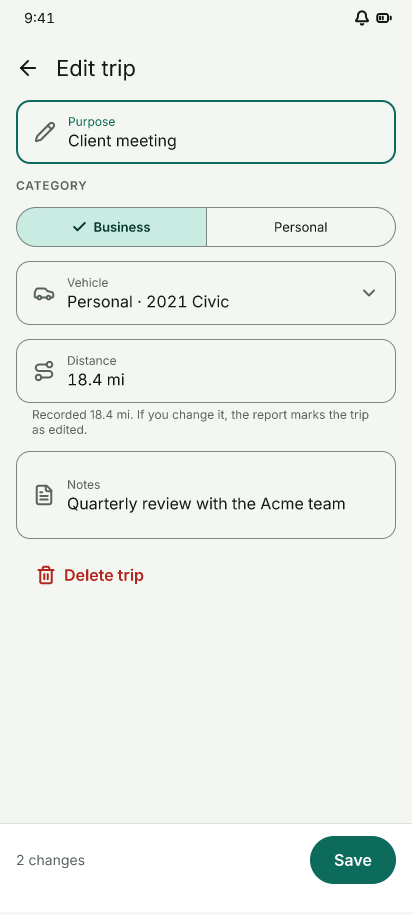 9:41
Edit trip
Purpose
Client meeting
CATEGORY
Business
Personal
Vehicle
Personal · 2021 Civic
Distance
18.4 mi
Recorded 18.4 mi. If you change it, the report marks the trip
as edited.
Notes
Quarterly review with the Acme team
Delete trip
2 changes
Save